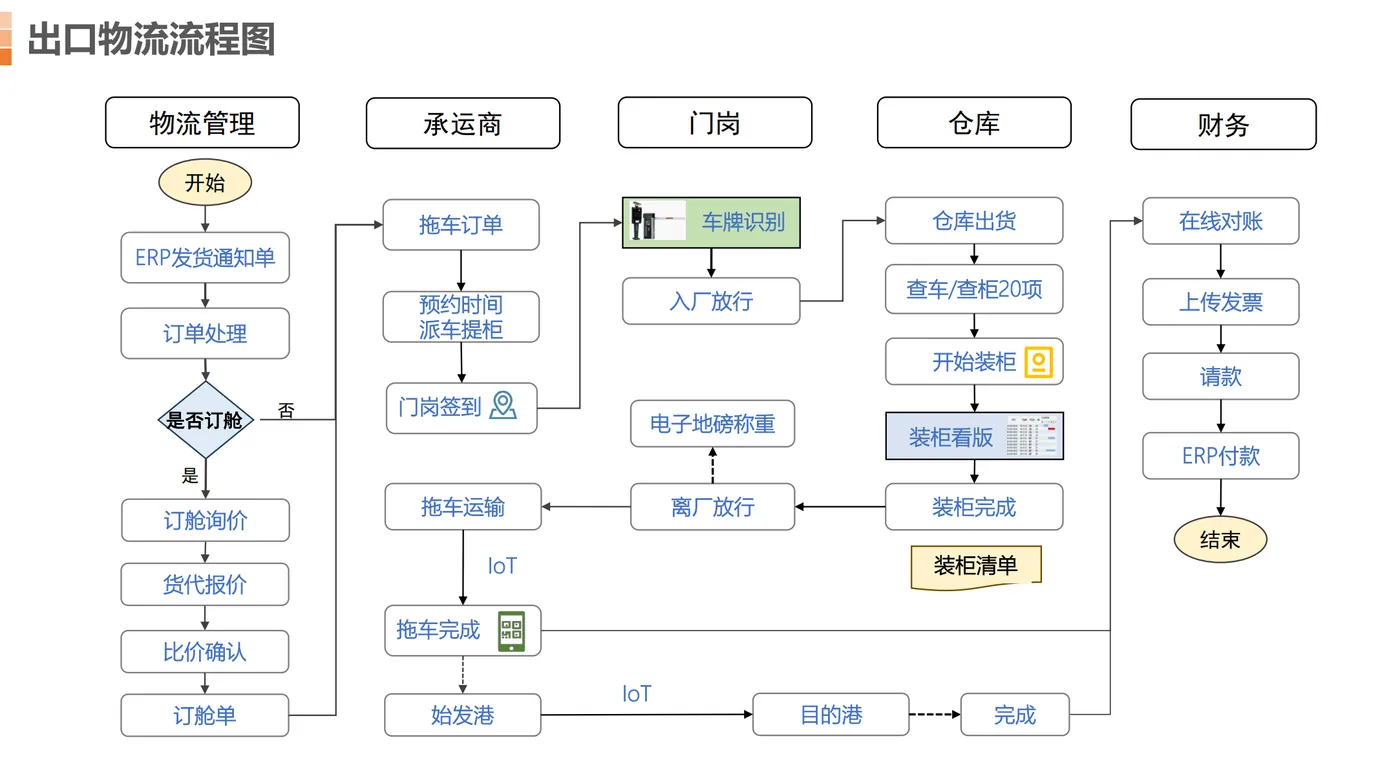 出口物流流程图
物流管理
承运商
门岗
仓库
财务
开始
ERP发货通知单
订单处理
是否订舱
否
是
订舱询价
货代报价
比价确认
订舱单
拖车订单
预约时间
派车提柜
门岗签到
拖车运输
IoT
拖车完成
始发港
IoT
车牌识别
入厂放行
电子地磅称重
离厂放行
目的港
仓库出货
查车/查柜20项
开始装柜
装柜看版
装柜完成
装柜清单
完成
在线对账
上传发票
请款
ERP付款
结束